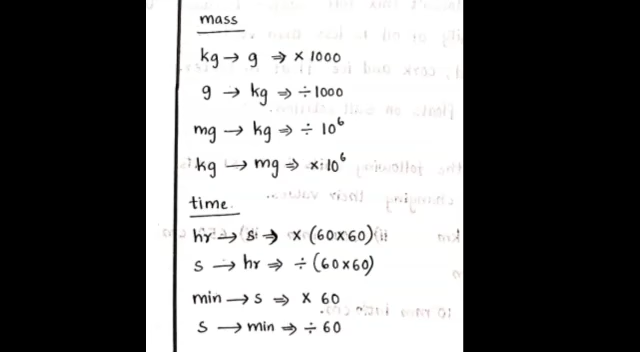 mass
kg → g ⇒ × 1000
g → kg ⇒ ÷ 1000
mg → kg ⇒ ÷ 10⁶
kg → mg ⇒ × 10⁶
time
hr → s ⇒ × (60×60)
s → hr ⇒ ÷ (60×60)
min → s ⇒ × 60
s → min ⇒ ÷ 60